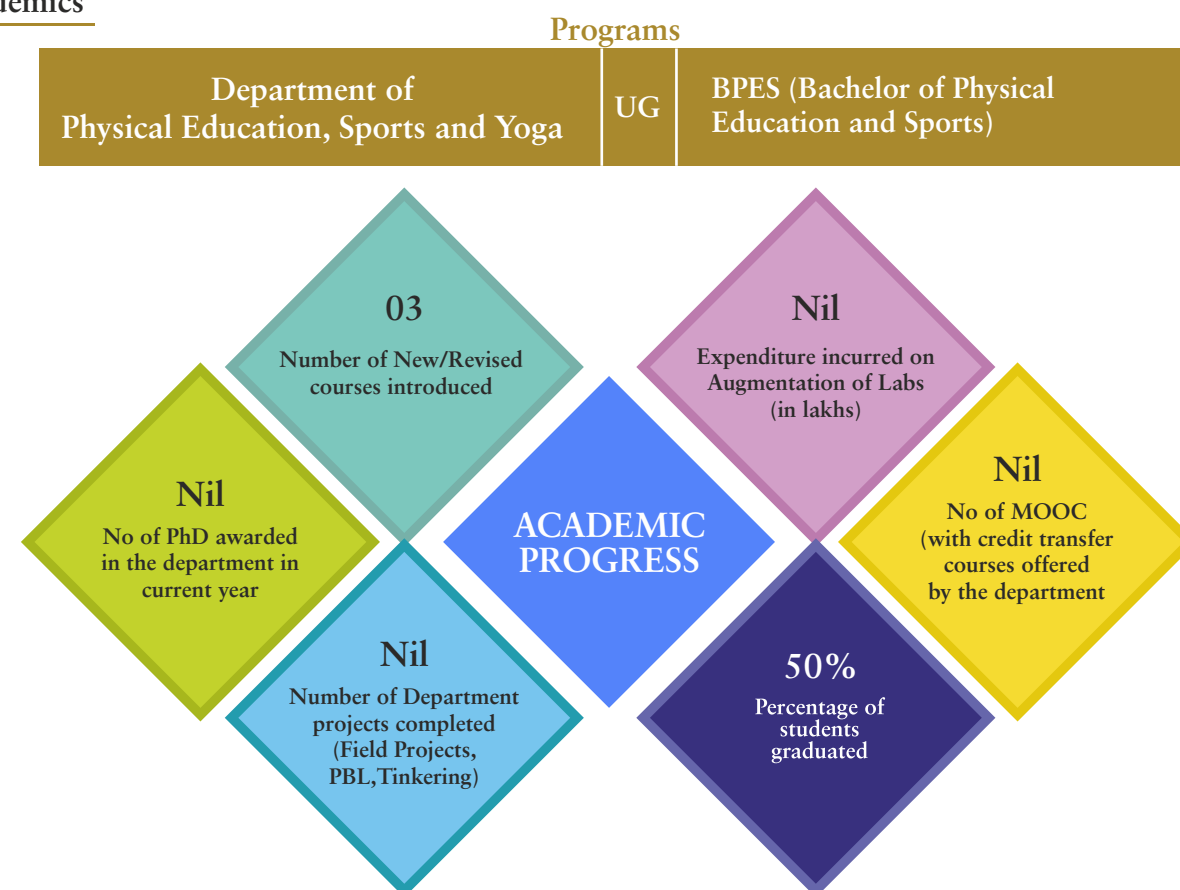 Programs
Department of
Physical Education, Sports and Yoga
UG
BPES (Bachelor of Physical
Education and Sports)
03
Number of New/Revised
courses introduced
Nil
Expenditure incurred on
Augmentation of Labs
(in lakhs)
Nil
No of PhD awarded
in the department in
current year
ACADEMIC
PROGRESS
Nil
No of MOOC
(with credit transfer
courses offered
by the department
Nil
Number of Department
projects completed
(Field Projects,
PBL,Tinkering)
50%
Percentage of
students
graduated